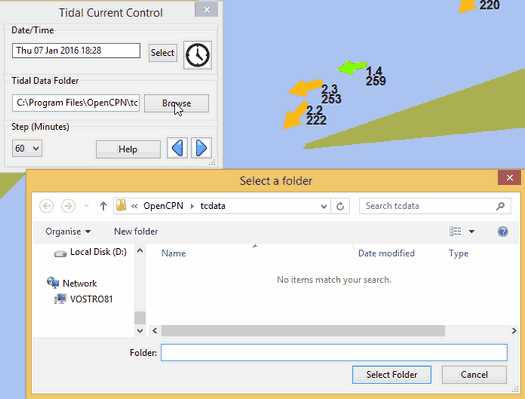 Tidal Current Control
Date/Time
Thu 07 Jan 2016 18:28
Select
Tidal Data Folder
C:\Program Files\OpenCPN\tc
Browse
Step (Minutes)
60
Help
220
1.4
259
2.3
253
2.2
222
Select a folder
« OpenCPN tcdata
Search tcdata
Organise New folder
Local Disk (D:)
Network
VOSTRO81
Name Date modified Type
No items match your search.
Folder:
Select Folder Cancel